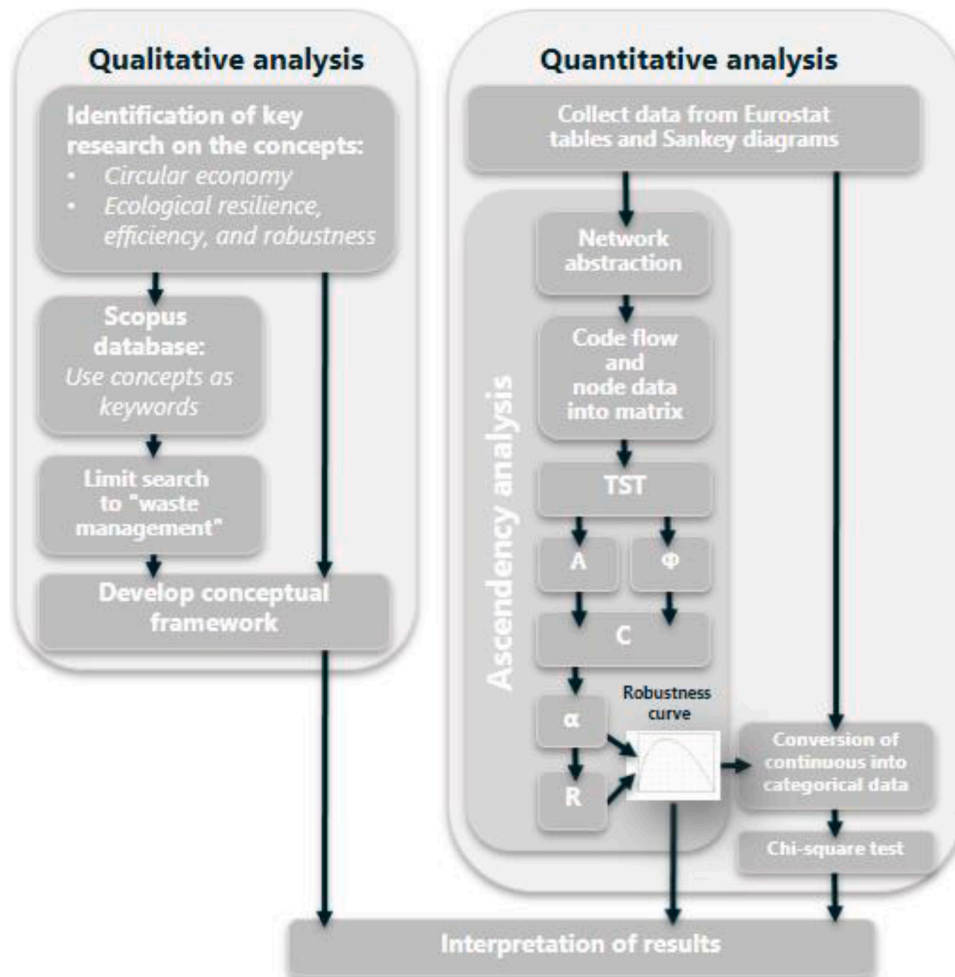 Qualitative analysis
Identification of key
research on the concepts:
• Circular economy
• Ecological resilience,
efficiency, and robustness
Scopus
database:
Use concepts as
keywords
Limit search
to "waste
management"
Develop conceptual
framework
Quantitative analysis
Collect data from Eurostat
tables and Sankey diagrams
Ascendency analysis
Network
abstraction
Code flow
and
node data
into matrix
TST
A
Φ
C
α
R
Robustness
curve
Conversion of
continuous into
categorical data
Chi-square test
Interpretation of results